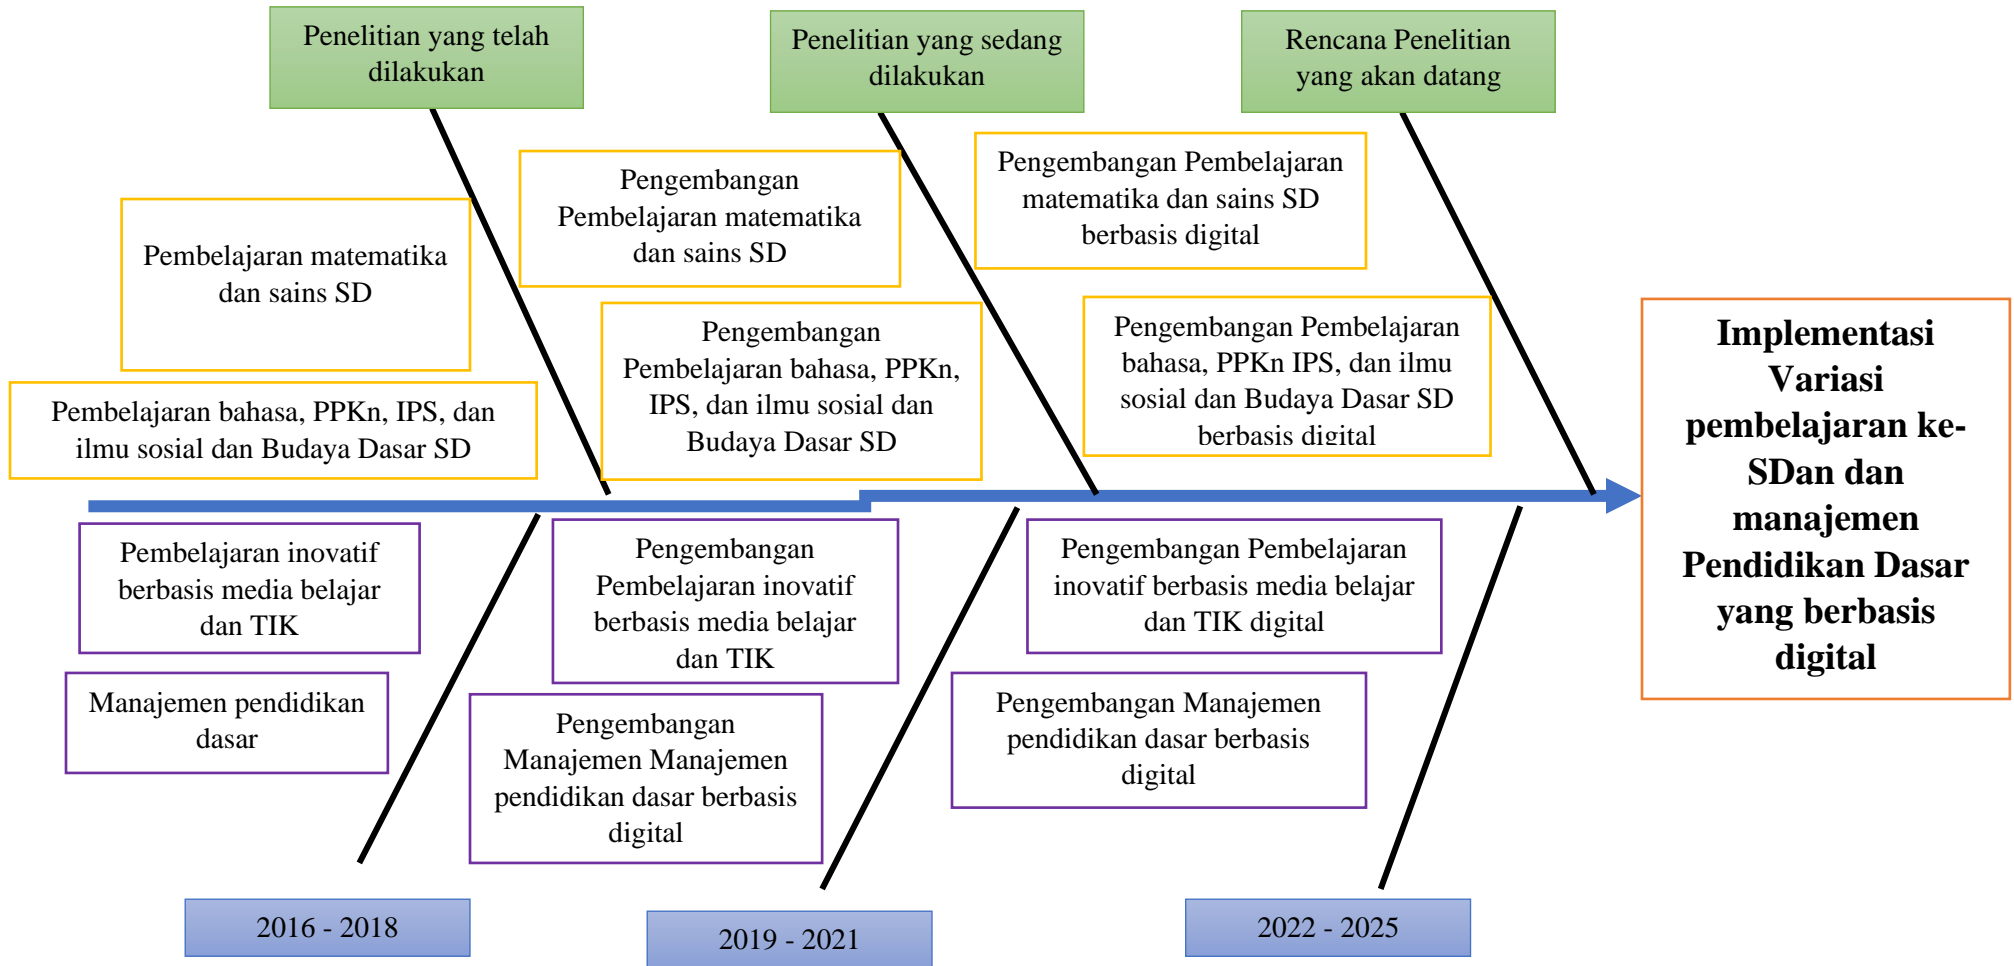 Penelitian yang telah
dilakukan
Penelitian yang sedang
dilakukan
Rencana Penelitian
yang akan datang
Pembelajaran matematika
dan sains SD
Pengembangan
Pembelajaran matematika
dan sains SD
Pengembangan Pembelajaran
matematika dan sains SD
berbasis digital
Pembelajaran bahasa, PPKn, IPS, dan
ilmu sosial dan Budaya Dasar SD
Pengembangan
Pembelajaran bahasa, PPKn,
IPS, dan ilmu sosial dan
Budaya Dasar SD
Pengembangan Pembelajaran
bahasa, PPKn IPS, dan ilmu
sosial dan Budaya Dasar SD
berbasis digital
Implementasi
Variasi
pembelajaran ke-
SDan dan
manajemen
Pendidikan Dasar
yang berbasis
digital
Pembelajaran inovatif
berbasis media belajar
dan TIK
Pengembangan
Pembelajaran inovatif
berbasis media belajar
dan TIK
Pengembangan Pembelajaran
inovatif berbasis media belajar
dan TIK digital
Manajemen pendidikan
dasar
Pengembangan
Manajemen Manajemen
pendidikan dasar berbasis
digital
Pengembangan Manajemen
pendidikan dasar berbasis
digital
2016 - 2018
2019 - 2021
2022 - 2025